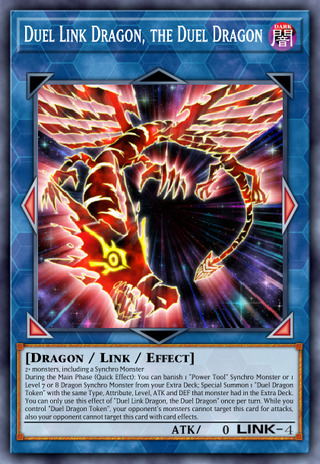 Duel Link Dragon, the Duel Dragon
DARK
闇
[Dragon / Link / Effect]
2+ monsters, including a Synchro Monster
During the Main Phase (Quick Effect): You can banish 1 "Power Tool" Synchro Monster or 1
Level 7 or 8 Dragon Synchro Monster from your Extra Deck; Special Summon 1 "Duel Dragon
Token" with the same Type, Attribute, Level, ATK and DEF that monster had in the Extra Deck.
You can only use this effect of "Duel Link Dragon, the Duel Dragon" once per turn. While you
control "Duel Dragon Token", your opponent's monsters cannot target this card for attacks,
also your opponent cannot target this card with card effects.
ATK/ 0 LINK-4